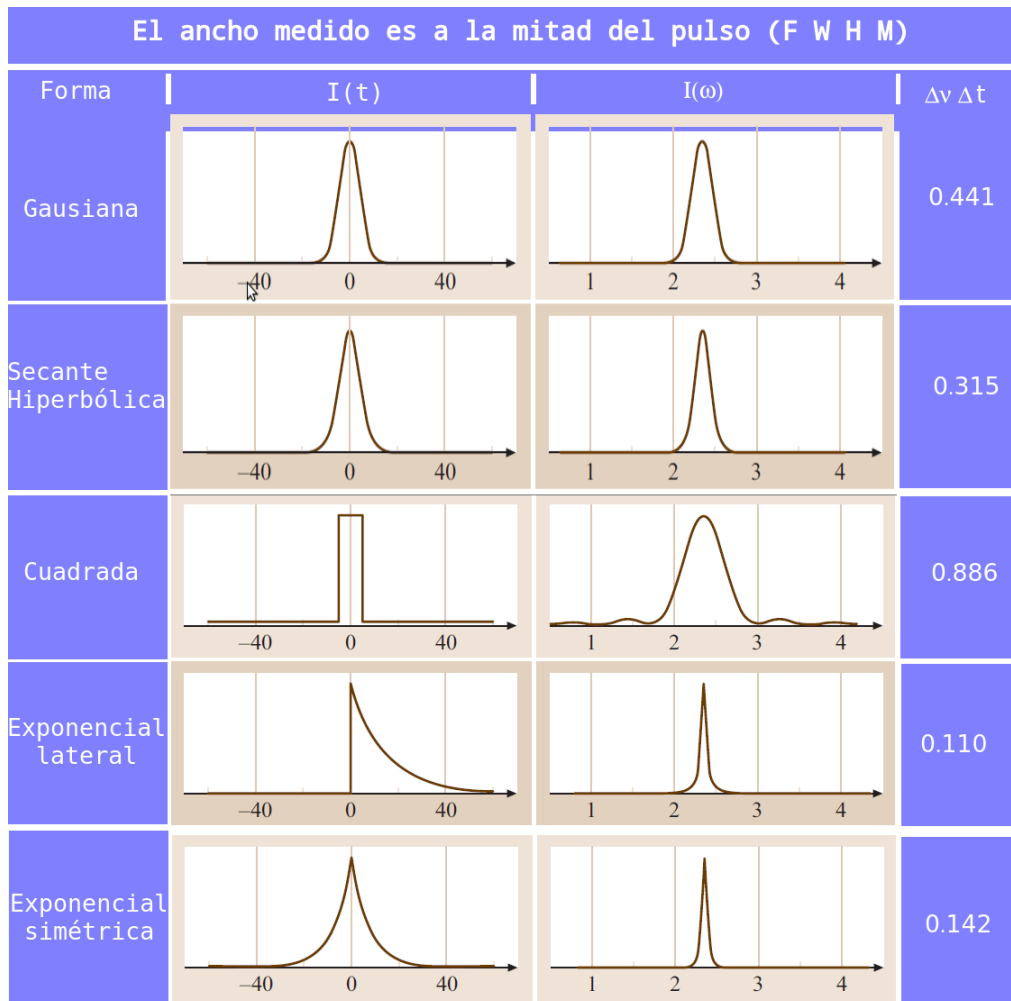 El ancho medido es a la mitad del pulso (F W H M)
Forma I(t) I(ω) Δν Δt
Gausiana
–40 0 40
1 2 3 4
0.441
Secante
Hiperbólica
–40 0 40
1 2 3 4
0.315
Cuadrada
–40 0 40
1 2 3 4
0.886
Exponencial
lateral
–40 0 40
1 2 3 4
0.110
Exponencial
simétrica
–40 0 40
1 2 3 4
0.142